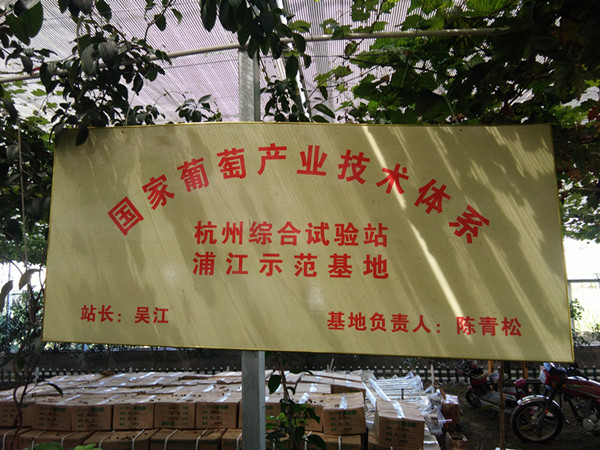 国家葡萄产业技术体系
杭州综合试验站
浦江示范基地
站长：吴江
基地负责人：陈青松